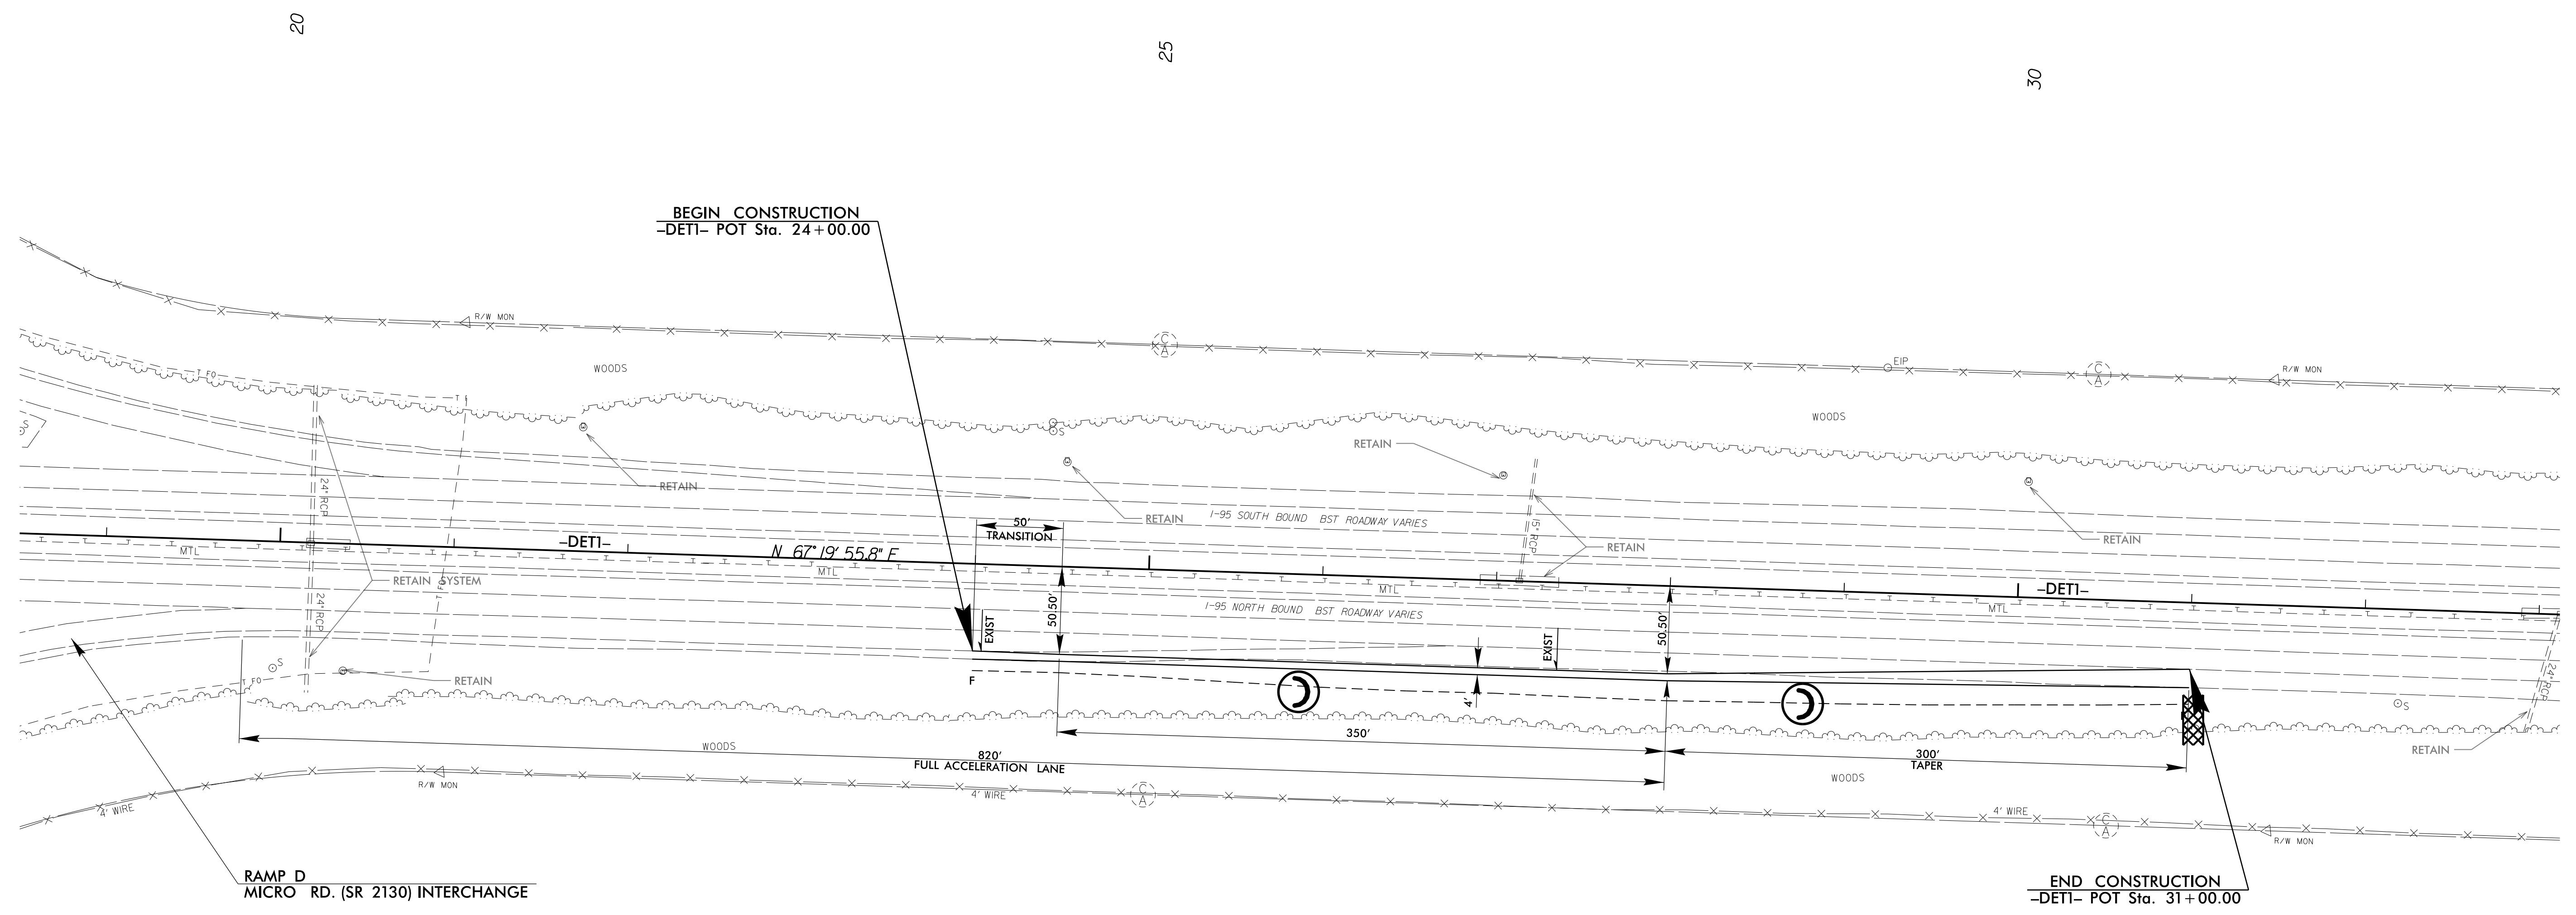 20
25
30
BEGIN CONSTRUCTION
-DET1- POT Sta. 24+00.00
R/W MON
C
A
EIP
C
A
R/W MON
WOODS
T FO
T F
WOODS
S
S
RETAIN
RETAIN
24" RCP
RETAIN
I-95 SOUTH BOUND BST ROADWAY VARIES
15" RCP
RETAIN
RETAIN
50'
TRANSITION
-DET1-
N 67° 19' 55.8" E
MTL
MTL
MTL
MTL
-DET1-
RETAIN SYSTEM
T FO
24" RCP
50.50'
I-95 NORTH BOUND BST ROADWAY VARIES
50.50'
EXIST
EXIST
S
RETAIN
T FO
F
4'
S
24" RCP
RETAIN
WOODS
350'
820'
FULL ACCELERATION LANE
300'
TAPER
WOODS
R/W MON
4' WIRE
4' WIRE
C
A
4' WIRE
C
A
R/W MON
RAMP D
MICRO RD. (SR 2130) INTERCHANGE
END CONSTRUCTION
-DET1- POT Sta. 31+00.00